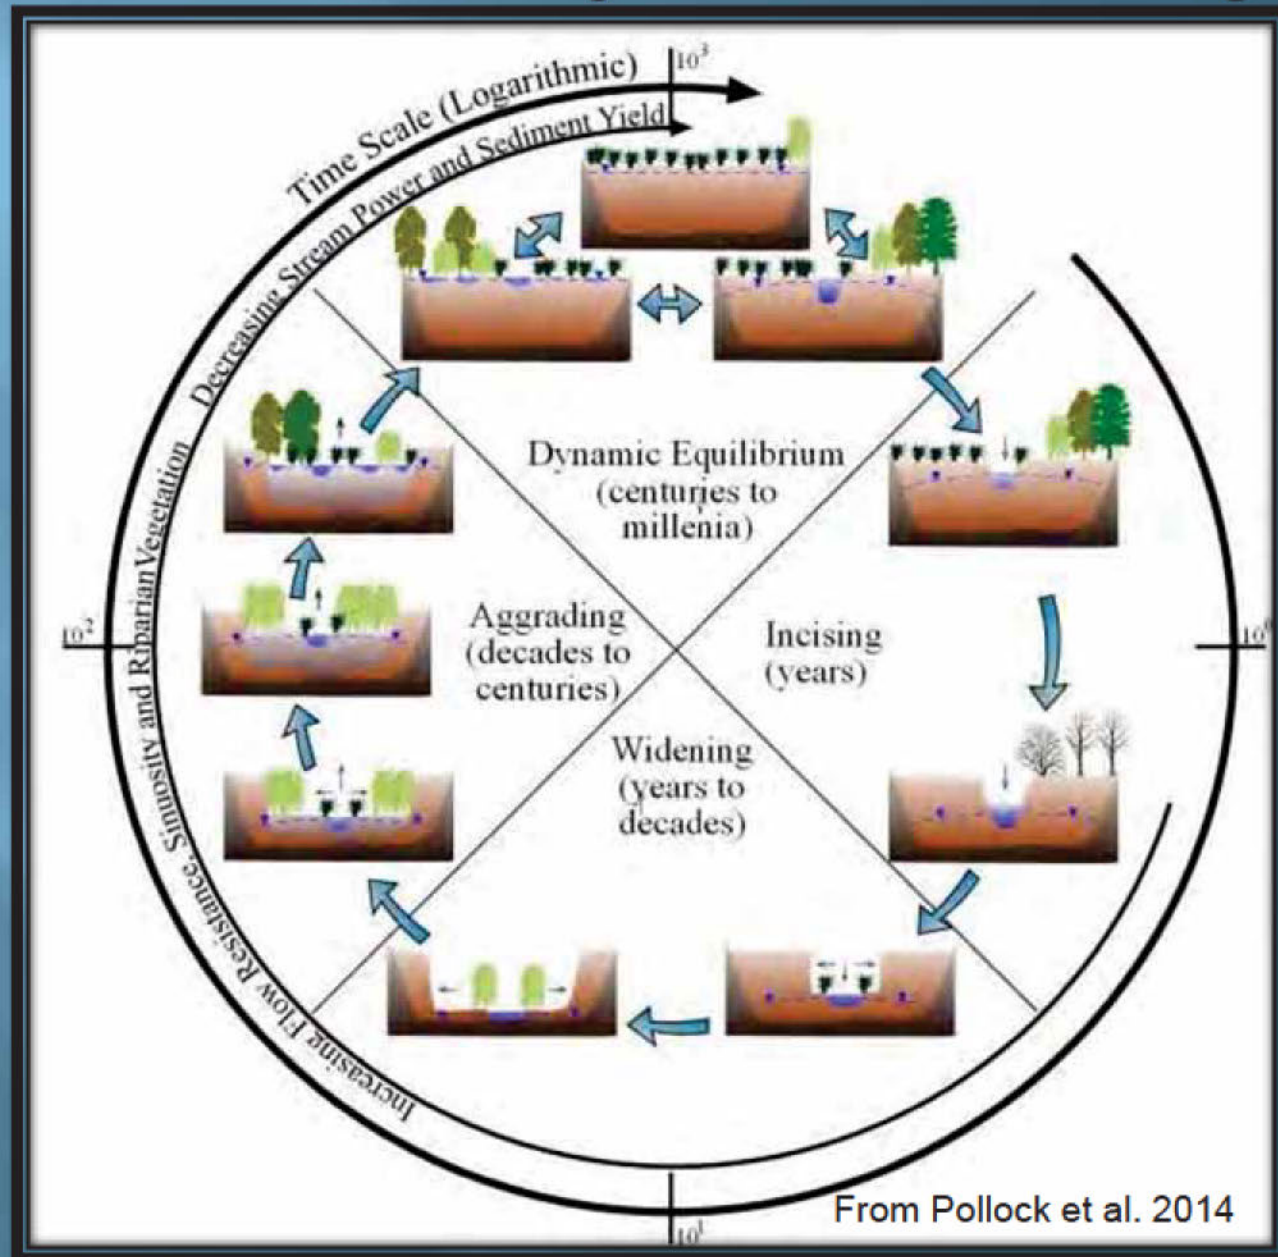 10³
Time Scale (Logarithmic)
Decreasing Stream Power and Sediment Yield
Dynamic Equilibrium
(centuries to
millenia)
Aggrading
(decades to
centuries)
Incising
(years)
10²
Widening
(years to
decades)
Increasing Flow Resistance, Sinuosity and Riparian Vegetation
From Pollock et al. 2014
10¹